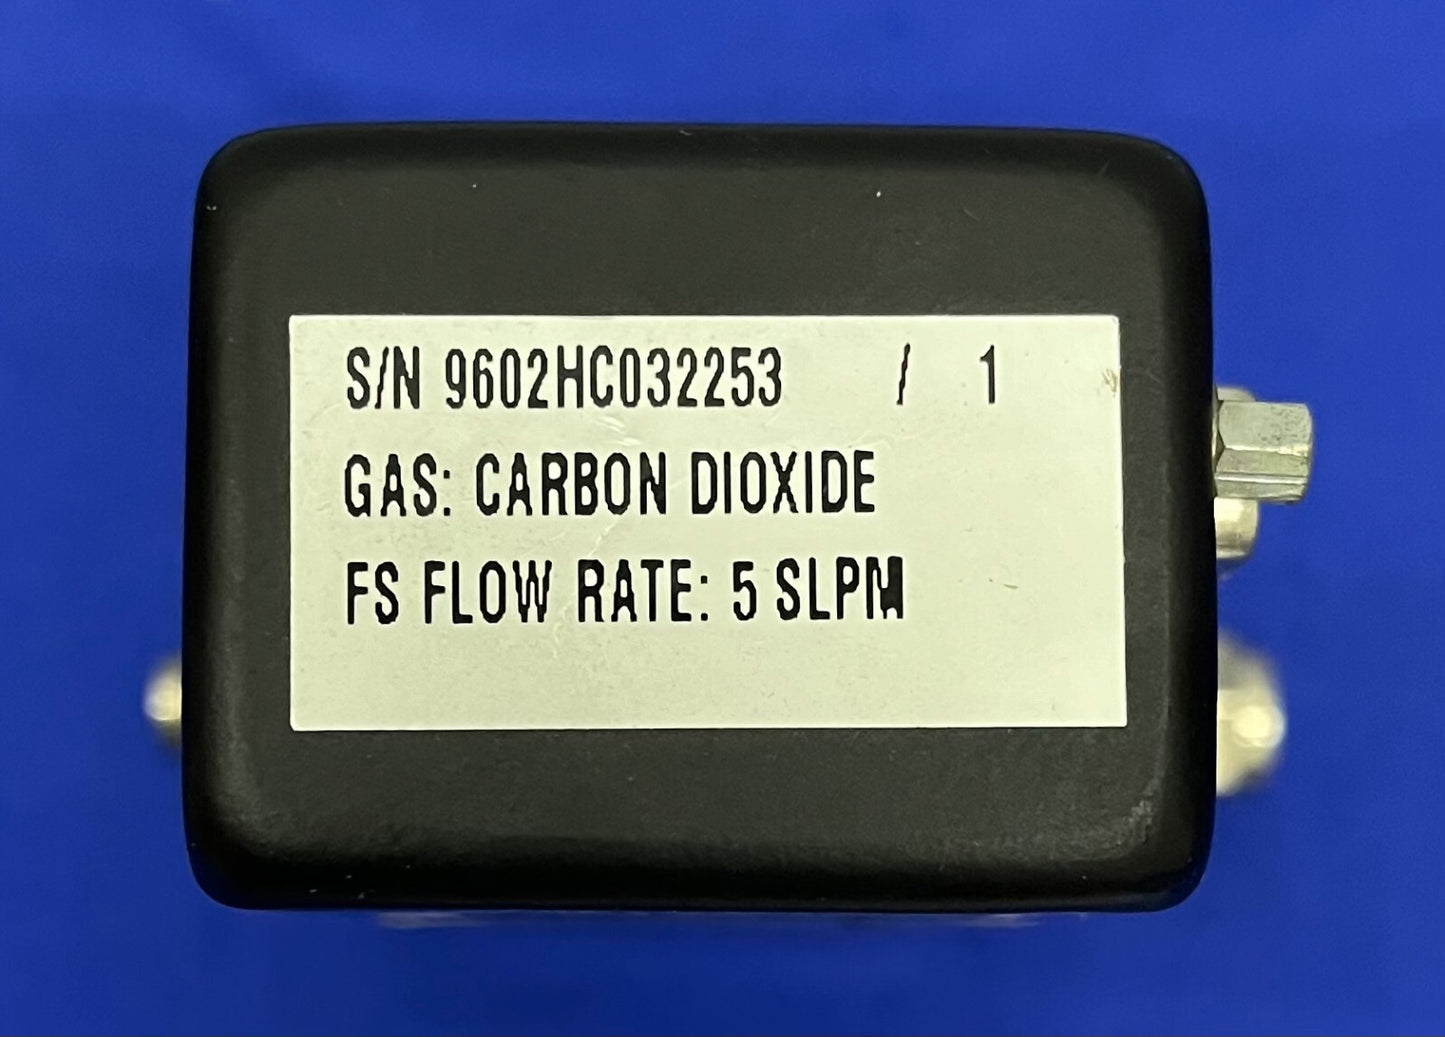 S/N 9602HC032253 / 1
GAS: CARBON DIOXIDE
FS FLOW RATE: 5 SLPM